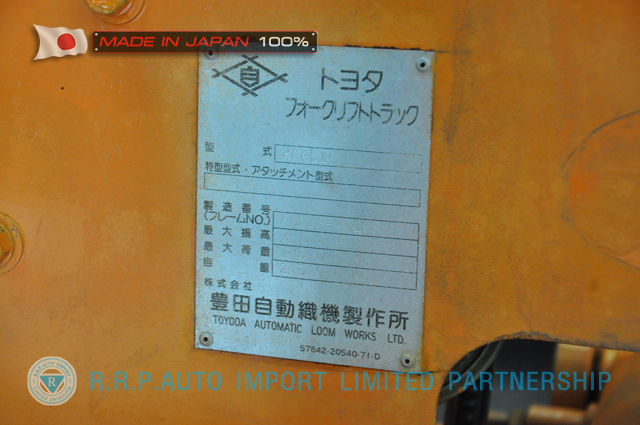 MADE IN JAPAN 100%
自
トヨタ
フォークリフトトラック
型 式
特型型式・アタッチメント型式
製造番号
(フレームNO.)
最大揚高
最大荷重
自 重
株式会社
豊田自動織機製作所
TOYODA AUTOMATIC LOOM WORKS LTD.
57842-20540-71-D
R.R.P.AUTO IMPORT LIMITED PARTNERSHIP